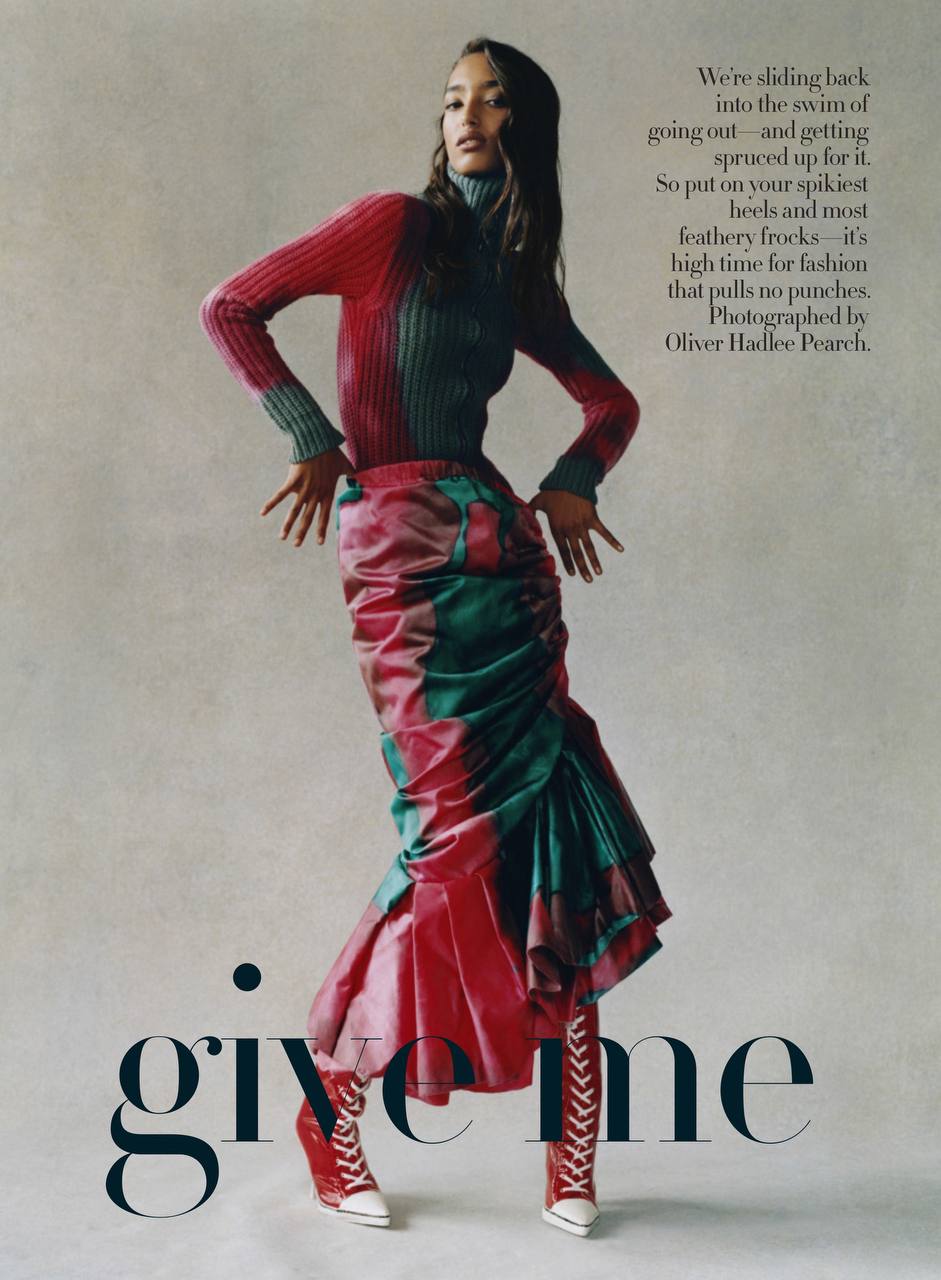 We're sliding back
into the swim of
going out—and getting
spruced up for it.
So put on your spikiest
heels and most
feathery frocks—it's
high time for fashion
that pulls no punches.
Photographed by
Oliver Hadlee Pearch.
give me